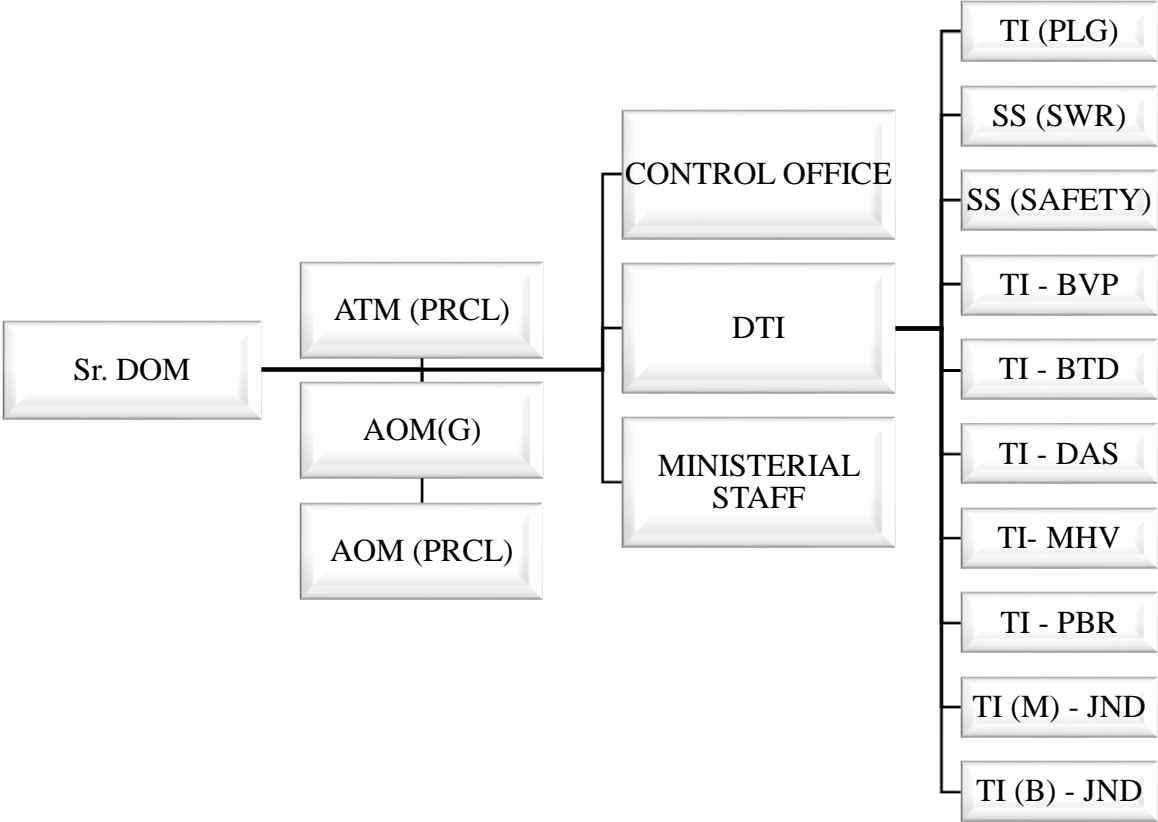 Sr. DOM
ATM (PRCL)
AOM(G)
AOM (PRCL)
CONTROL OFFICE
DTI
MINISTERIAL
STAFF
TI (PLG)
SS (SWR)
SS (SAFETY)
TI - BVP
TI - BTD
TI - DAS
TI- MHV
TI - PBR
TI (M) - JND
TI (B) - JND